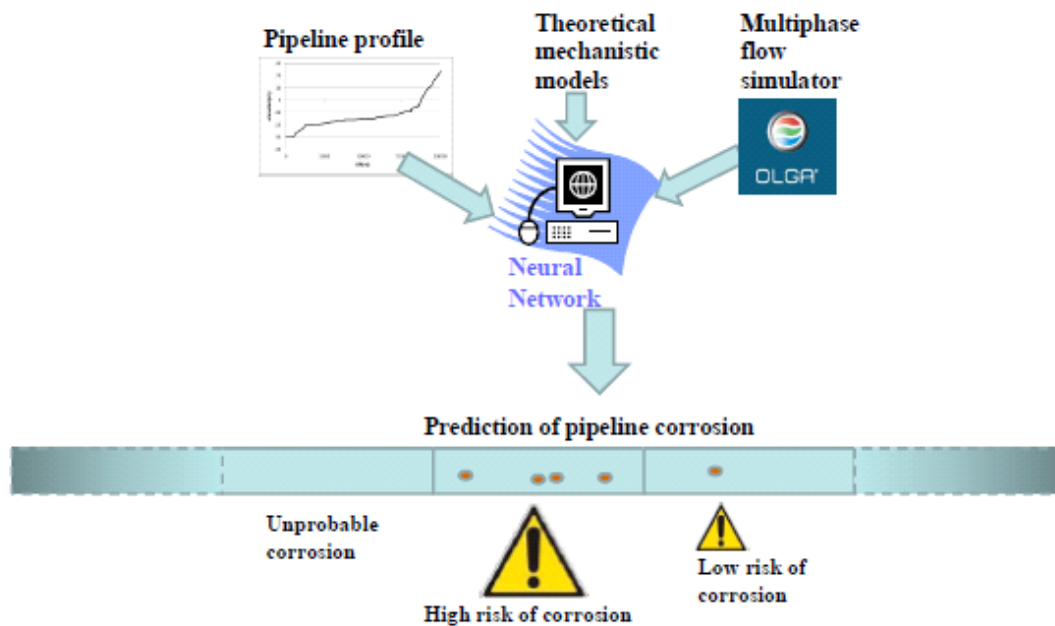 Pipeline profile
Theoretical
mechanistic
models
Multiphase
flow
simulator
OLGA
Neural
Network
Prediction of pipeline corrosion
Unprobable
corrosion
High risk of corrosion
Low risk of
corrosion